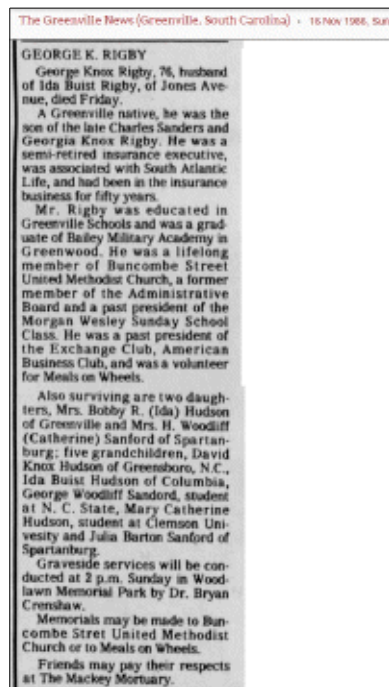 The Greenville News (Greenville, South Carolina) · 16 Nov 1986, Sun
GEORGE K. RIGBY
George Knox Rigby, 76, husband
of Ida Buist Rigby, of Jones Ave-
nue, died Friday.
A Greenville native, he was the
son of the late Charles Sanders and
Georgia Knox Rigby. He was a
semi-retired insurance executive,
was associated with South Atlantic
Life, and had been in the insurance
business for fifty years.
Mr. Rigby was educated in
Greenville Schools and was a grad-
uate of Bailey Military Academy in
Greenwood. He was a lifelong
member of Buncombe Street
United Methodist Church, a former
member of the Administrative
Board and a past president of the
Morgan Wesley Sunday School
Class. He was a past president of
the Exchange Club, American
Business Club, and was a volunteer
for Meals on Wheels.
Also surviving are two daugh-
ters, Mrs. Bobby R. (Ida) Hudson
of Greenville and Mrs. H. Woodliff
(Catherine) Sanford of Spartan-
burg; five grandchildren, David
Knox Hudson of Greensboro, N.C.,
Ida Buist Hudson of Columbia,
George Woodliff Sandord, student
at N. C. State, Mary Catherine
Hudson, student at Clemson Uni-
vesity and Julia Barton Sanford of
Spartanburg.
Graveside services will be con-
ducted at 2 p.m. Sunday in Wood-
lawn Memorial Park by Dr. Bryan
Crenshaw.
Memorials may be made to Bun-
combe Stret United Methodist
Church or to Meals on Wheels.
Friends may pay their respects
at The Mackey Mortuary.